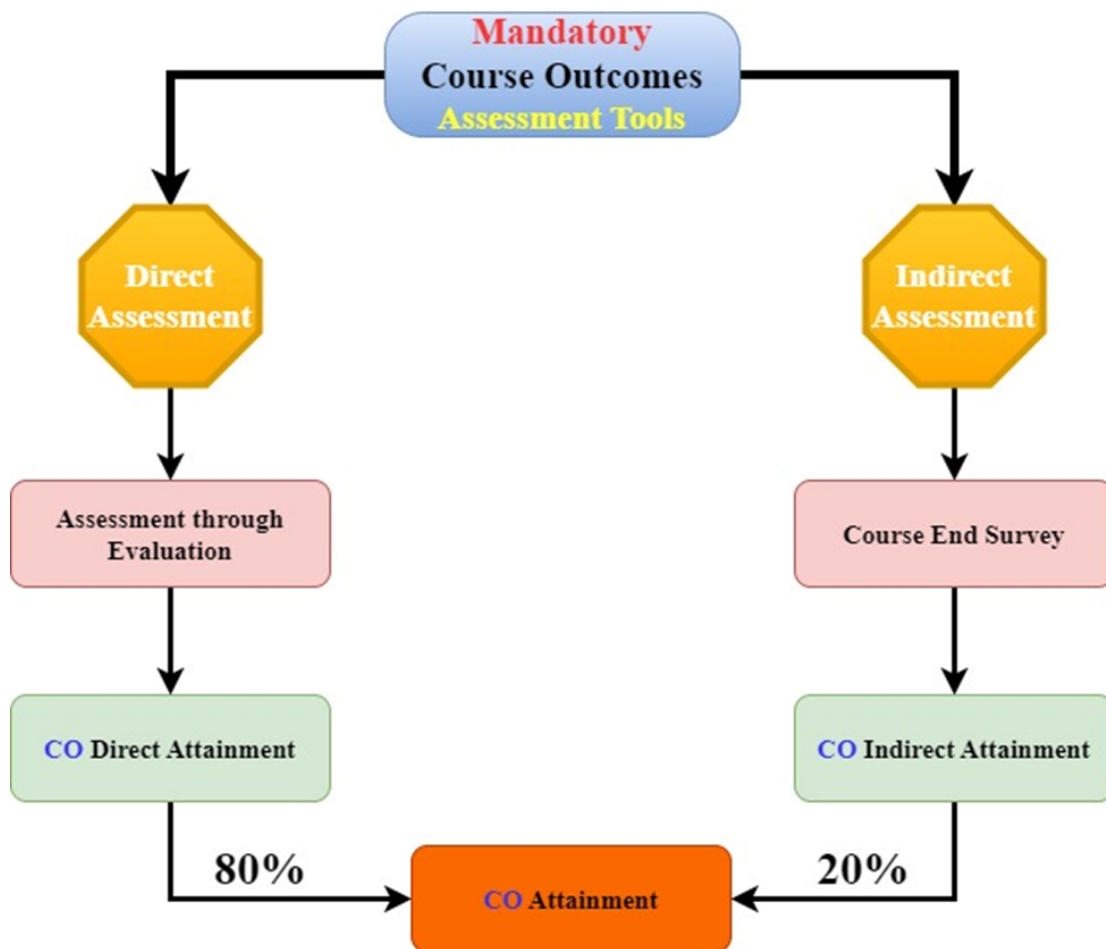 Mandatory
Course Outcomes
Assessment Tools
Direct
Assessment
Indirect
Assessment
Assessment through
Evaluation
Course End Survey
CO Direct Attainment
CO Indirect Attainment
80%
20%
CO Attainment